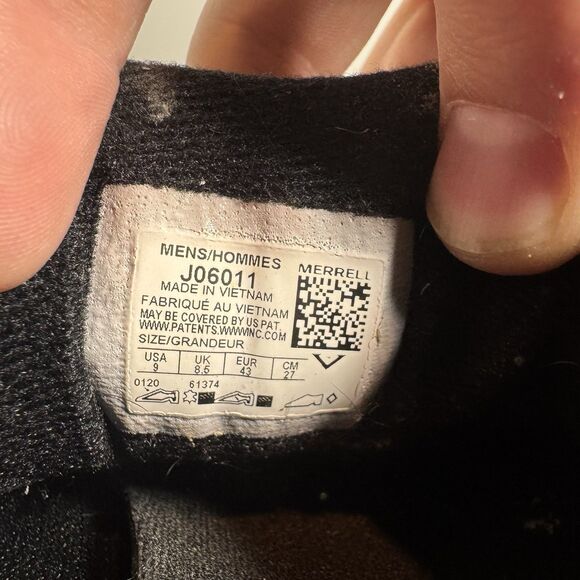 MENS/HOMMES
J06011
MERRELL
MADE IN VIETNAM
FABRIQUÉ AU VIETNAM
MAY BE COVERED BY US PAT.
WWW.PATENTS.WWWINC.COM
SIZE/GRANDEUR
USA UK EUR CM
9 8.5 43 27
0120 61374